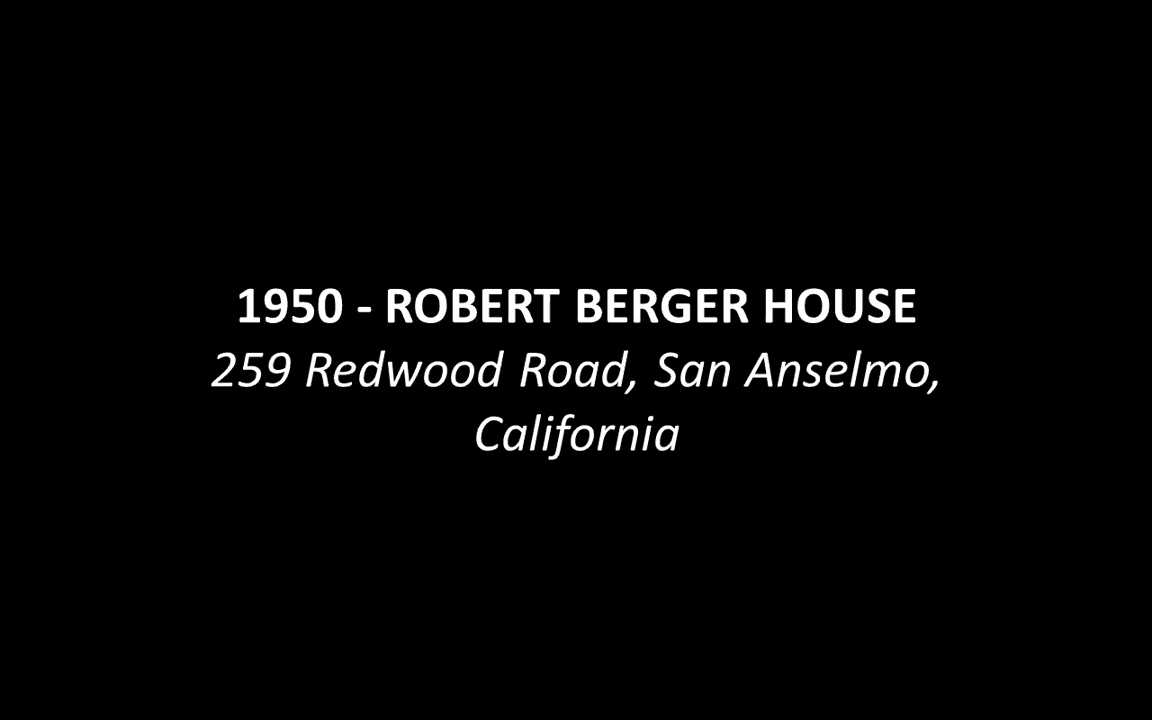 1950 - ROBERT BERGER HOUSE
259 Redwood Road, San Anselmo,
California